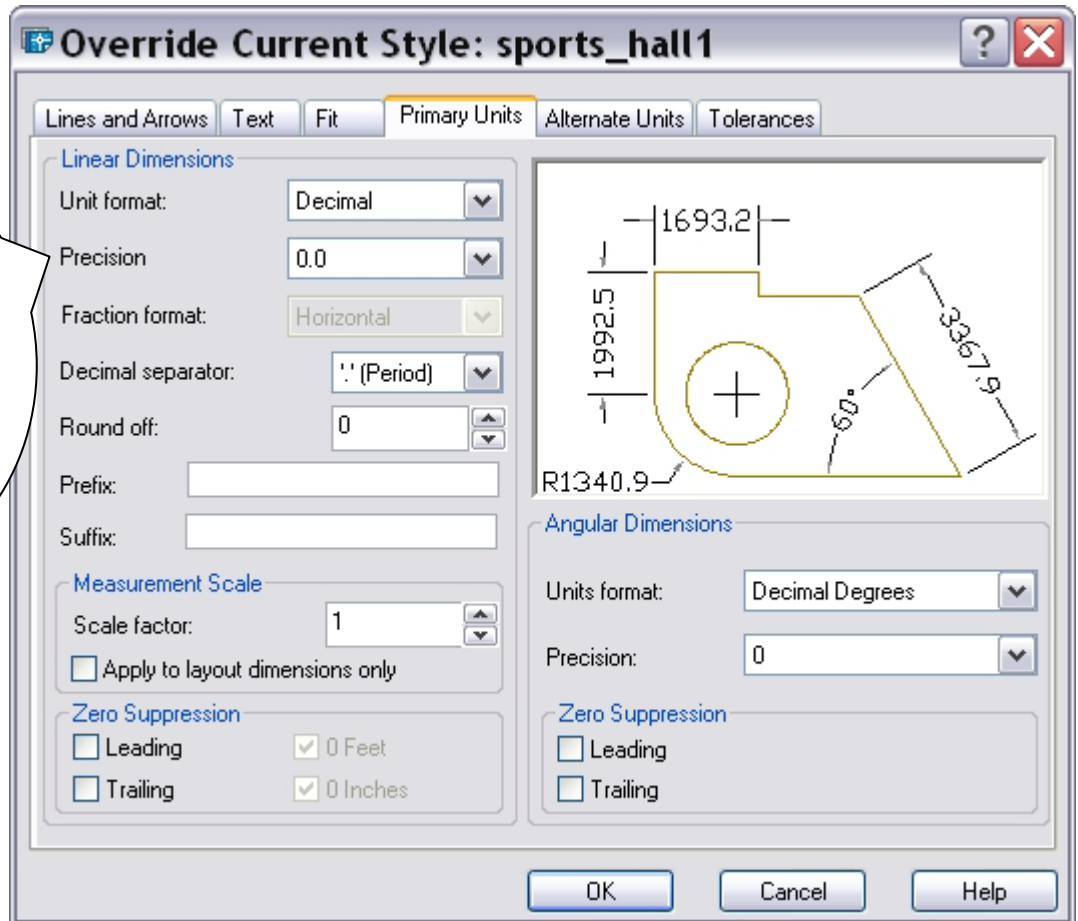 Override Current Style: sports_hall1
Lines and Arrows Text Fit Primary Units Alternate Units Tolerances
Linear Dimensions
Unit format: Decimal
Precision 0.0
Fraction format: Horizontal
Decimal separator: '.' (Period)
Round off: 0
Prefix:
Suffix:
Measurement Scale
Scale factor: 1
Apply to layout dimensions only
Zero Suppression
Leading 0 Feet
Trailing 0 Inches
1693.2
1992.5
3367.9
60°
R1340.9
Angular Dimensions
Units format: Decimal Degrees
Precision: 0
Zero Suppression
Leading
Trailing
OK Cancel Help